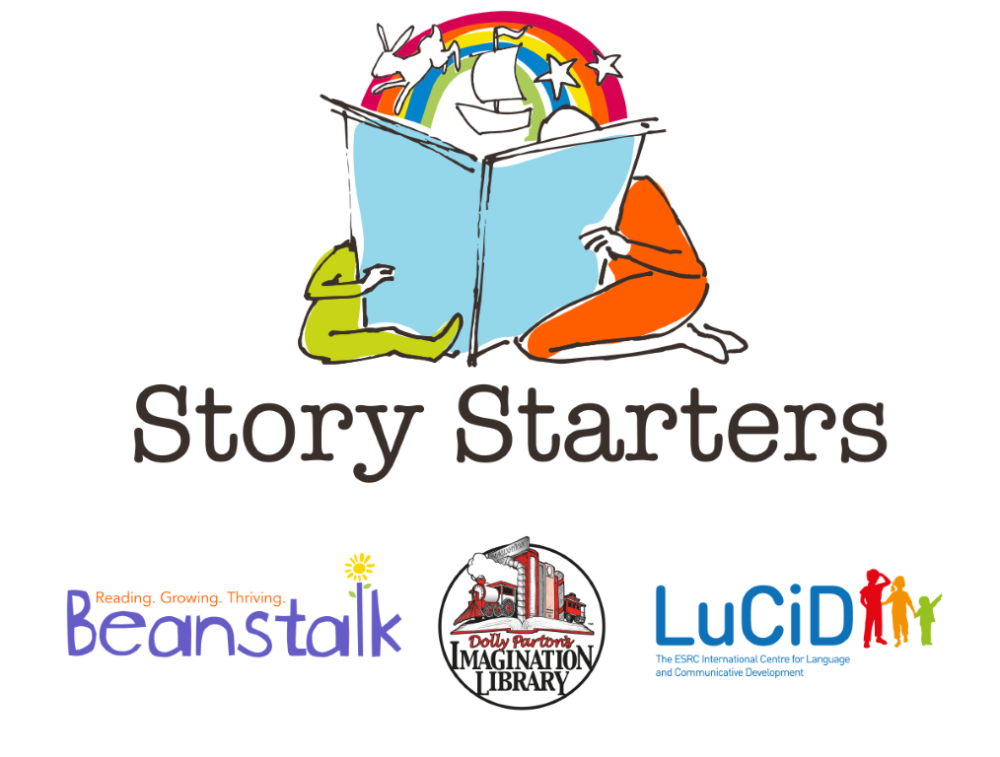 Story Starters
Reading. Growing. Thriving.
Beanstalk
Dolly Parton's
IMAGINATION
LIBRARY
LuCiD
The ESRC International Centre for Language
and Communicative Development